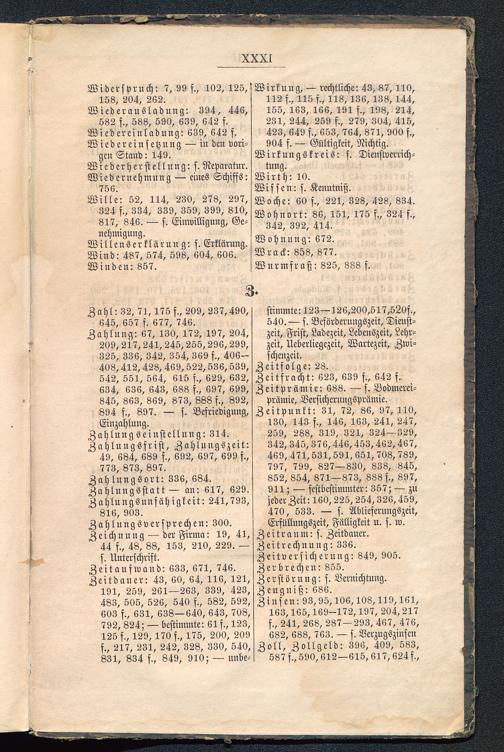 XXXI
Widerspruch: 7, 99 f., 102, 125,
158, 204, 262.
Wiederausladung: 394, 446,
582 f., 588, 590, 639, 642 f.
Wiedereinladung: 639, 642 f.
Wiedereinsetzung — in den vori-
gen Stand: 149.
Wiederherstellung: s. Reparatur.
Wiedernehmung — eines Schiffs:
756.
Wille: 52, 114, 230, 278, 297,
324 f., 334, 339, 359, 399, 810,
817, 846. — s. Einwilligung, Ge-
nehmigung.
Willenserklärung: s. Erklärung.
Wind: 487, 574, 598, 604, 606.
Winden: 857.
Wirkung, — rechtliche: 43, 87, 110,
112 f., 115 f., 118, 136, 138, 144,
155, 163, 166, 191 f., 198, 214,
231, 244, 259 f., 279, 304, 415,
423, 649 f., 653, 764, 871, 900 f.,
904 f. — Gültigkeit, Nichtig.
Wirkungskreis: s. Dienstverrich-
tung.
Wirth: 10.
Wissen: s. Kenntniß.
Woche: 60 f., 221, 328, 428, 834.
Wohnort: 86, 151, 175 f., 324 f.,
342, 392, 414.
Wohnung: 672.
Wrack: 858, 877.
Wurmfraß: 825, 888 f.
Z.
Zahl: 32, 71, 175 f., 209, 237, 490,
645, 657 f. 677, 746.
Zahlung: 67, 130, 172, 197, 204,
209, 217, 241, 245, 255, 296, 299,
325, 336, 342, 354, 369 f., 406—
408, 412, 428, 469, 522, 536, 539,
542, 551, 564, 615 f., 629, 632,
634, 636, 643, 688 f., 697, 699,
845, 863, 869, 873, 888 f., 892,
894 f., 897. — s. Befriedigung,
Einzahlung.
Zahlungseinstellung: 314.
Zahlungsfrist, Zahlungszeit:
49, 684, 689 f., 692, 697, 699 f.,
773, 873, 897.
Zahlungsort: 336, 684.
Zahlungsstatt — an: 617, 629.
Zahlungsunfähigkeit: 241, 793,
816, 903.
Zahlungsversprechen: 300.
Zeichnung — der Firma: 19, 41,
44 f., 48, 88, 153, 210, 229. —
s. Unterschrift.
Zeitaufwand: 633, 671, 746.
Zeitdauer: 43, 60, 64, 116, 121,
191, 259, 261—263, 339, 423,
483, 505, 526, 540 f., 582, 592,
603 f., 631, 638—640, 643, 708,
792, 824; — bestimmte: 61 f., 123,
125 f., 129, 170 f., 175, 200, 209
f., 217, 231, 242, 328, 330, 540,
831, 834 f., 849, 910; — unbe-
stimmte: 123—126, 200, 517, 520 f.,
540. — s. Beförderungszeit, Dienst-
zeit, Frist, Ladezeit, Lebenszeit, Lehr-
zeit, Ueberliegezeit, Wartezeit, Zwi-
schenzeit.
Zeitfolge: 28.
Zeitfracht: 623, 639 f., 642 f.
Zeitprämie: 688. — s. Bodmerei-
prämie, Versicherungsprämie.
Zeitpunkt: 31, 72, 86, 97, 110,
130, 143 f., 146, 163, 241, 247,
259, 288, 319, 321, 324—329,
342, 345, 376, 446, 453, 462, 467,
469, 471, 531, 591, 651, 708, 789,
797, 799, 827—830, 838, 845,
852, 854, 871—873, 888 f., 897,
911; — festbestimmter: 357; — zu
jeder Zeit: 160, 225, 254, 326, 459,
470, 533. — s. Ablieferungszeit,
Erfüllungszeit, Fälligkeit u. s. w.
Zeitraum: s. Zeitdauer.
Zeitrechnung: 336.
Zeitversicherung: 849, 905.
Zerbrechen: 855.
Zerstörung: s. Vernichtung.
Zeugniß: 686.
Zinsen: 93, 95, 106, 108, 119, 161,
163, 165, 169—172, 197, 204, 217
f., 241, 268, 287—293, 467, 476,
682, 688, 763. — s. Verzugszinsen
Zoll, Zollgeld: 396, 409, 583,
587 f., 590, 612—615, 617, 624 f.,